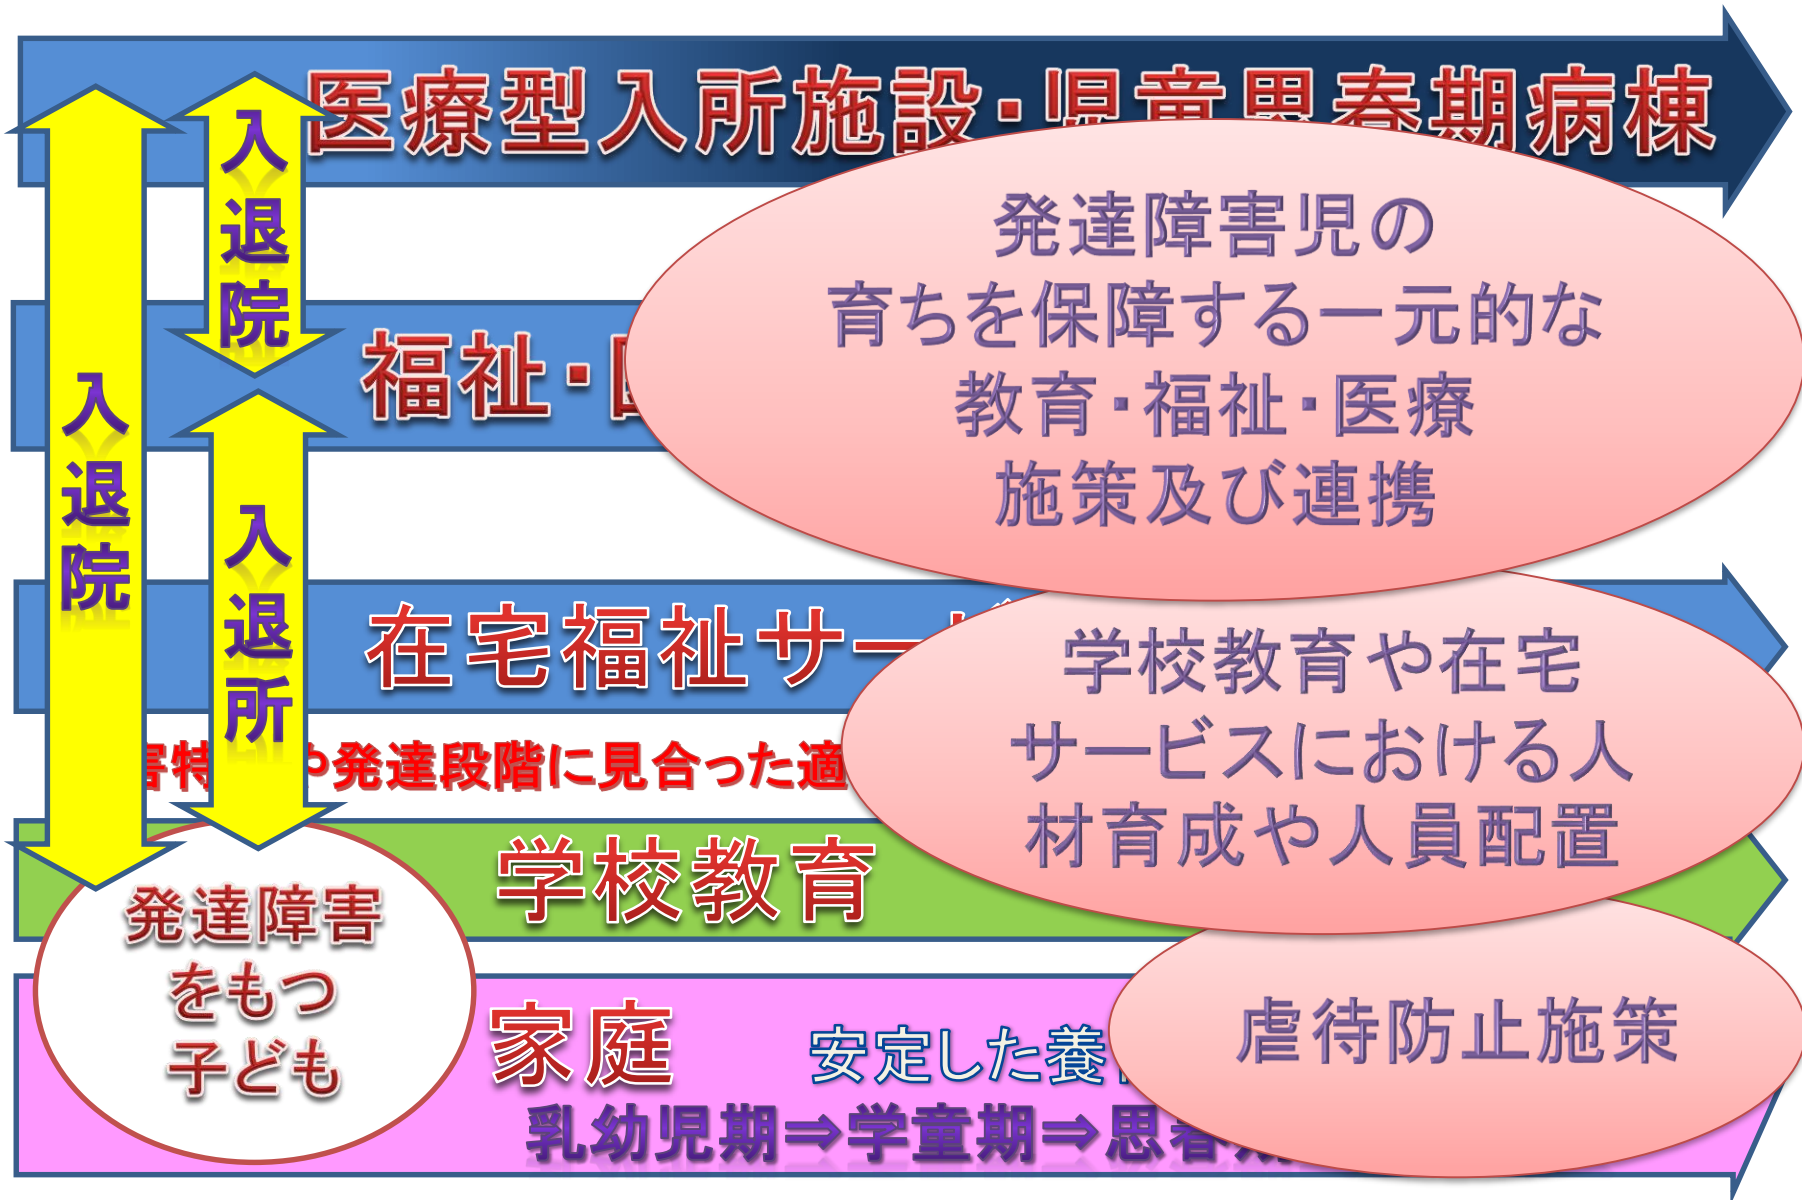 医療型入所施設・児童思春期病棟
入退院
入退院
入退所
発達障害児の
育ちを保障する一元的な
教育・福祉・医療
施策及び連携
福祉・
在宅福祉サー
学校教育や在宅
サービスにおける人
材育成や人員配置
や発達段階に見合った適
学校教育
発達障害
をもつ
子ども
家庭
安定した養
虐待防止施策
乳幼児期⇒学童期⇒思春期